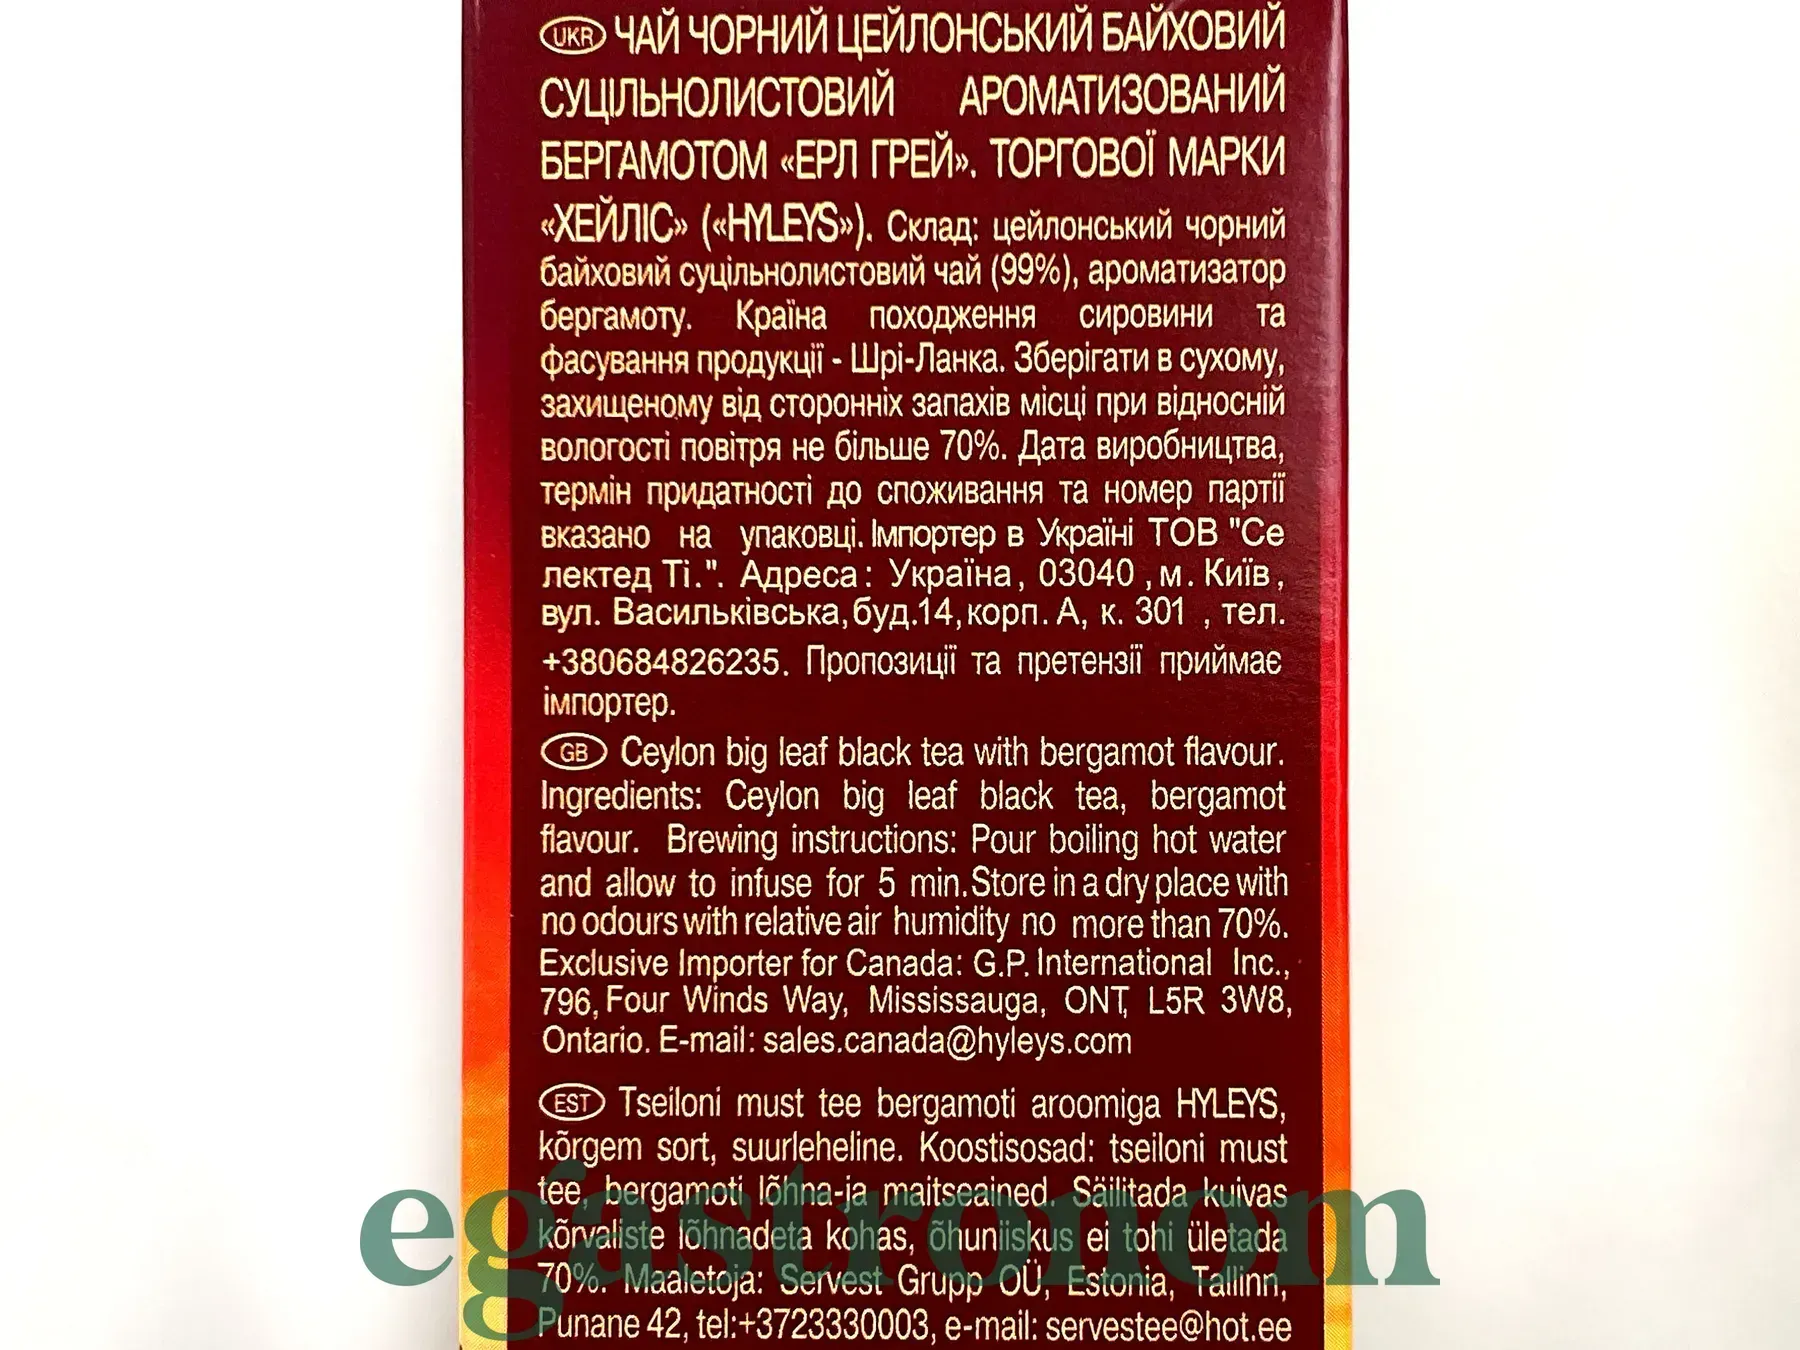 UKR ЧАЙ ЧОРНИЙ ЦЕЙЛОНСЬКИЙ БАЙХОВИЙ
СУЦІЛЬНОЛИСТОВИЙ АРОМАТИЗОВАНИЙ
БЕРГАМОТОМ «ЕРЛ ГРЕЙ». ТОРГОВОЇ МАРКИ
«ХЕЙЛІС» («HYLEYS»). Склад: цейлонський чорний
байховий суцільнолистовий чай (99%), ароматизатор
бергамоту. Країна походження сировини та
фасування продукції - Шрі-Ланка. Зберігати в сухому,
захищеному від сторонніх запахів місці при відносній
вологості повітря не більше 70%. Дата виробництва,
термін придатності до споживання та номер партії
вказано на упаковці. Імпортер в Україні ТОВ "Се
лектед Ті.". Адреса: Україна, 03040 , м. Київ,
вул. Васильківська, буд.14, корп. А, к. 301 , тел.
+380684826235. Пропозиції та претензії приймає
імпортер.
GB Ceylon big leaf black tea with bergamot flavour.
Ingredients: Ceylon big leaf black tea, bergamot
flavour. Brewing instructions: Pour boiling hot water
and allow to infuse for 5 min. Store in a dry place with
no odours with relative air humidity no more than 70%.
Exclusive Importer for Canada: G.P. International Inc.,
796, Four Winds Way, Mississauga, ONT, L5R 3W8,
Ontario. E-mail: sales.canada@hyleys.com
EST Tseiloni must tee bergamoti aroomiga HYLEYS,
kõrgem sort, suurleheline. Koostisosad: tseiloni must
tee, bergamoti lõhna-ja maitseained. Säilitada kuivas
kõrvaliste lõhnadeta kohas, õhuniiskus ei tohi ületada
70%. Maaletoja: Servest Grupp OÜ, Estonia, Tallinn,
Punane 42, tel:+3723330003, e-mail: servestee@hot.ee
egastronom